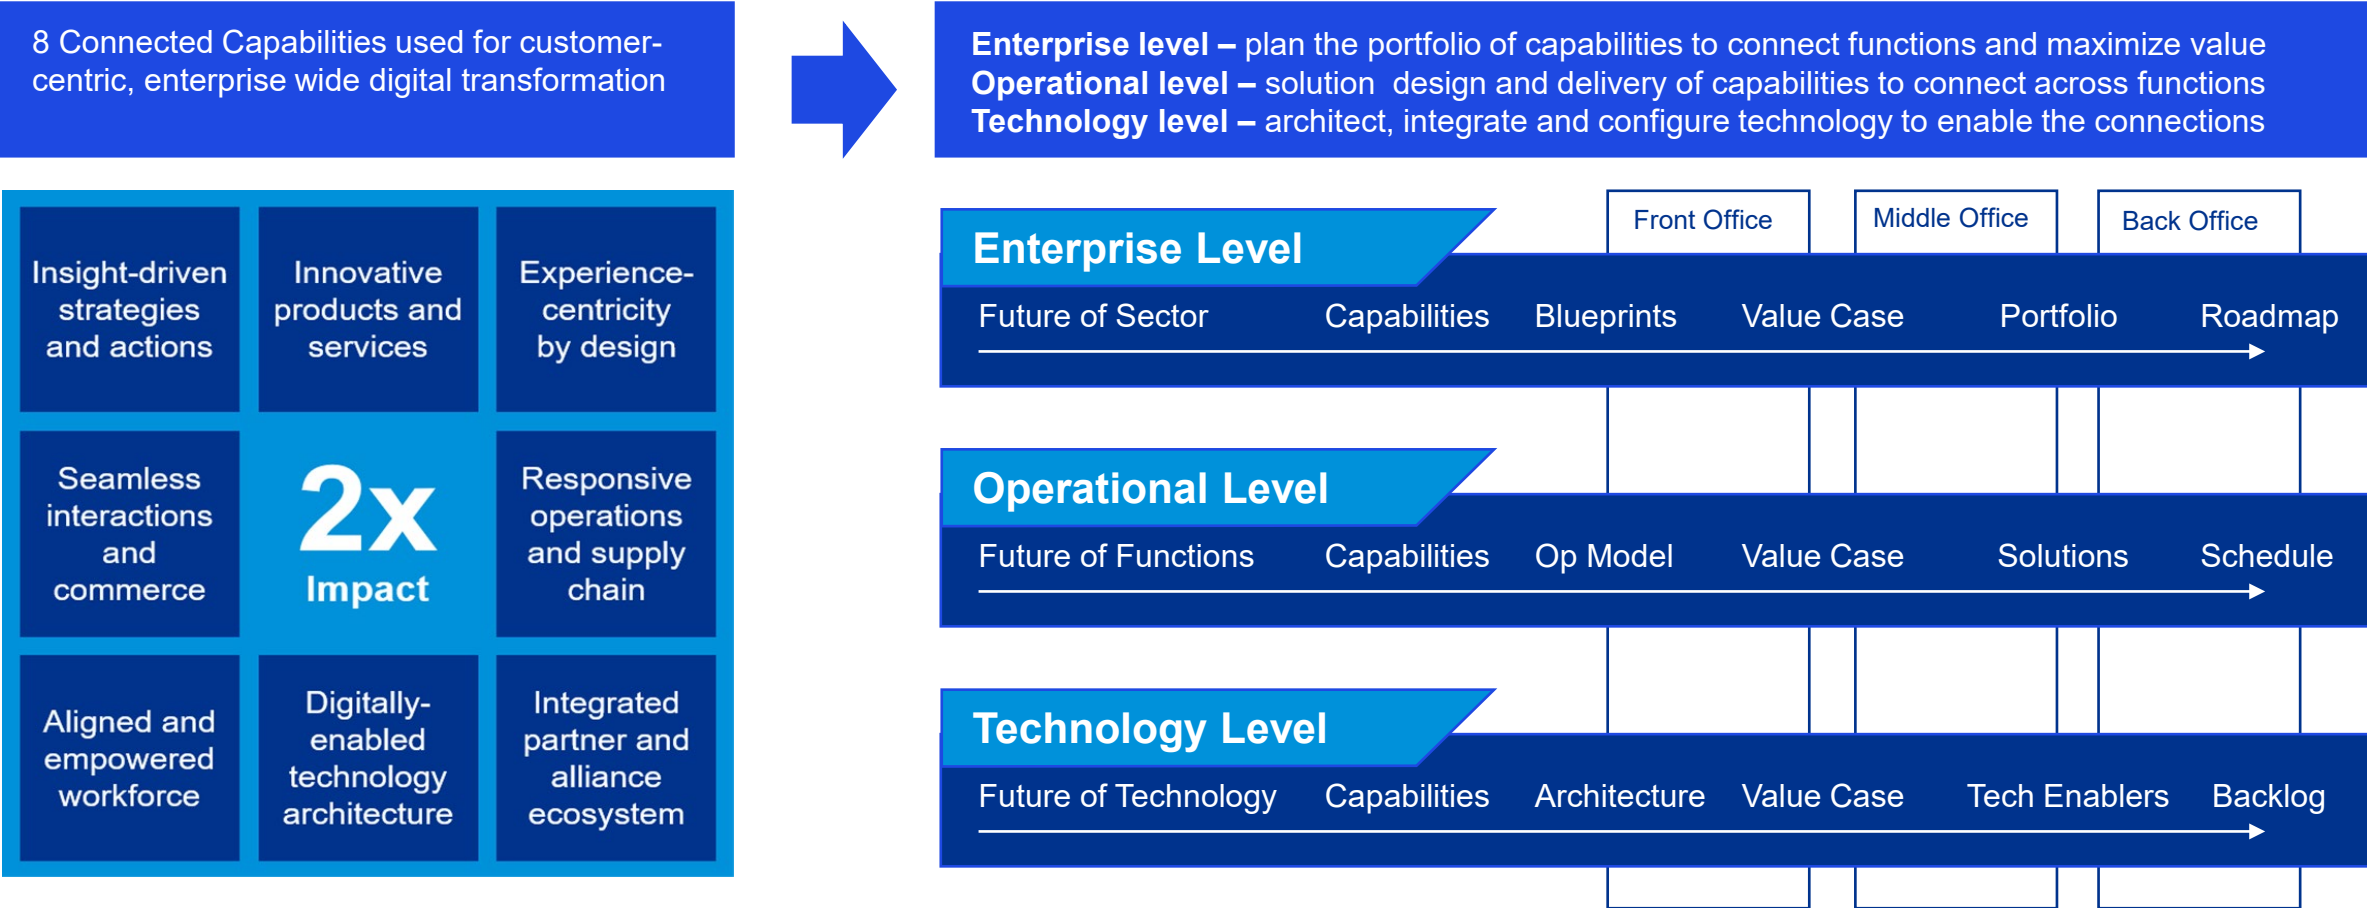 8 Connected Capabilities used for customer-
centric, enterprise wide digital transformation
Enterprise level – plan the portfolio of capabilities to connect functions and maximize value
Operational level – solution design and delivery of capabilities to connect across functions
Technology level – architect, integrate and configure technology to enable the connections
Insight-driven
strategies
and actions
Innovative
products and
services
Experience-
centricity
by design
Seamless
interactions
and
commerce
2x
Impact
Responsive
operations
and supply
chain
Aligned and
empowered
workforce
Digitally-
enabled
technology
architecture
Integrated
partner and
alliance
ecosystem
Front Office
Middle Office
Back Office
Enterprise Level
Future of Sector Capabilities Blueprints Value Case Portfolio Roadmap
Operational Level
Future of Functions Capabilities Op Model Value Case Solutions Schedule
Technology Level
Future of Technology Capabilities Architecture Value Case Tech Enablers Backlog